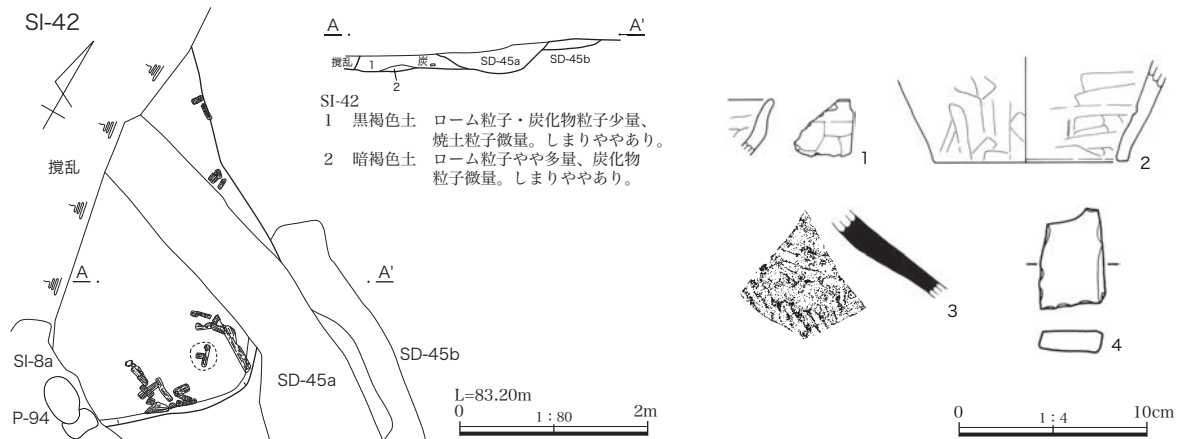 SI-42
A
A'
撹乱
1
炭
SD-45a
SD-45b
2
SI-42
1 黒褐色土 ローム粒子・炭化物粒子少量、
焼土粒子微量。しまりややあり。
2 暗褐色土 ローム粒子やや多量、炭化物
粒子微量。しまりややあり。
撹乱
A
A'
SI-8a
P-94
SD-45a
SD-45b
L=83.20m
0
1:80
2m
1
2
3
4
0
1:4
10cm